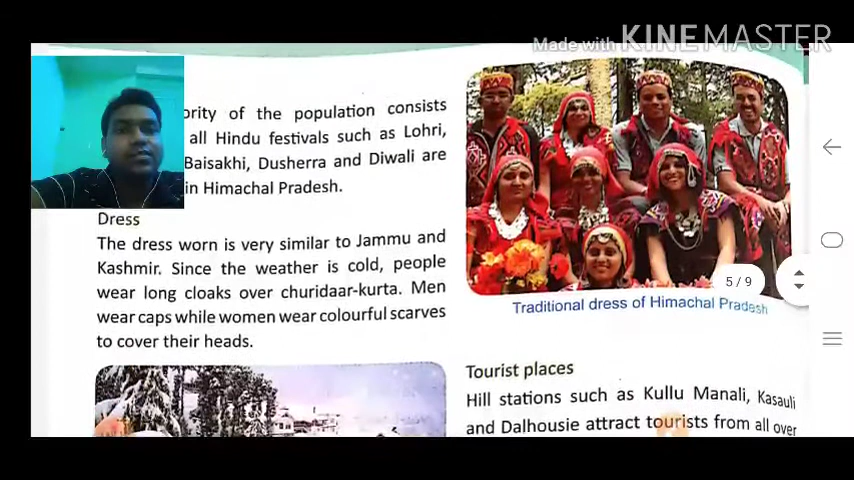 Made with KINEMASTER
ority of the population consists
all Hindu festivals such as Lohri,
Baisakhi, Dusherra and Diwali are
in Himachal Pradesh.
Dress
The dress worn is very similar to Jammu and
Kashmir. Since the weather is cold, people
wear long cloaks over churidaar-kurta. Men
wear caps while women wear colourful scarves
to cover their heads.
5/9
Traditional dress of Himachal Pradesh
Tourist places
Hill stations such as Kullu Manali, Kasauli
and Dalhousie attract tourists from all over